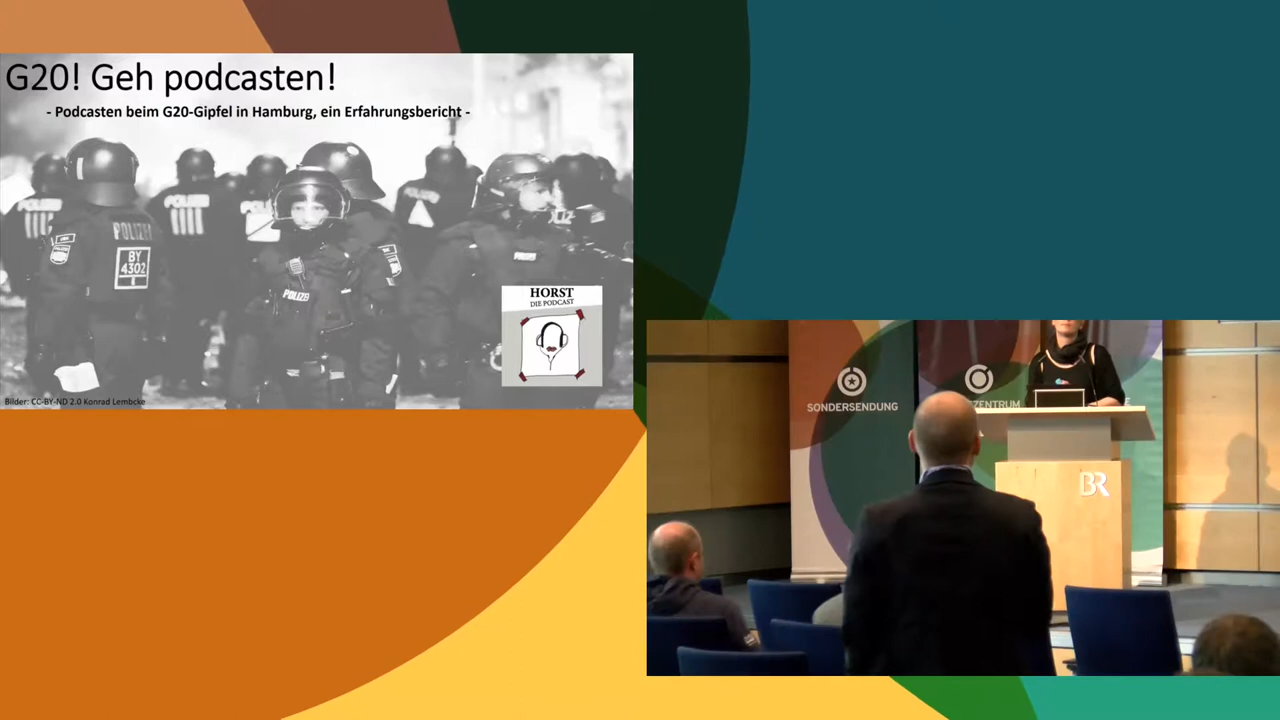 G20! Geh podcasten!
- Podcasten beim G20-Gipfel in Hamburg, ein Erfahrungsbericht -
POLIZEI
POLIZEI
POLIZEI
BY
4302
POLIZEI
HORST
DIE PODCAST
Bilder: CC-BY-ND 2.0 Konrad Lembcke
SONDERSENDUNG
ZENTRUM
BR